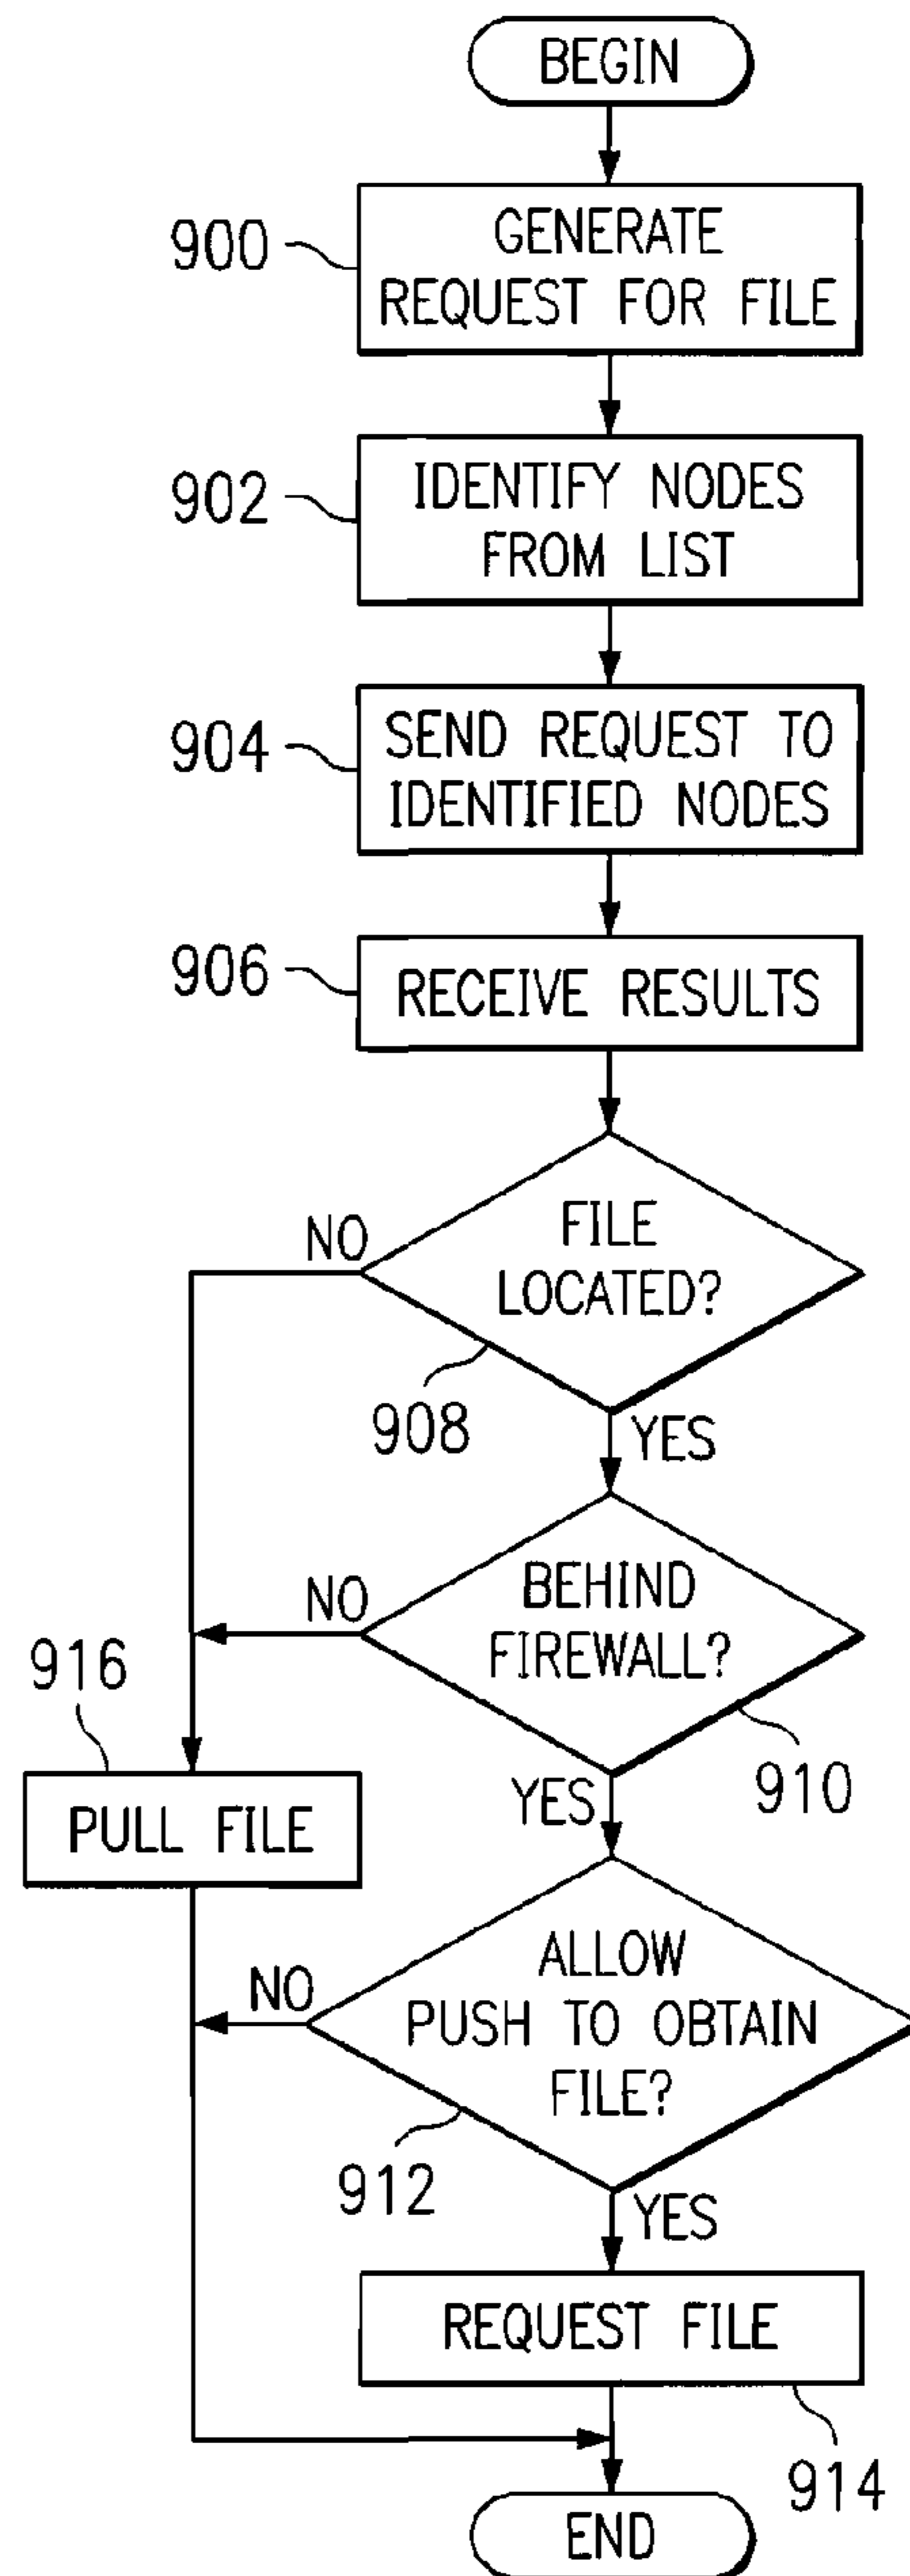 BEGIN
900
GENERATE
REQUEST FOR FILE
902
IDENTIFY NODES
FROM LIST
904
SEND REQUEST TO
IDENTIFIED NODES
906
RECEIVE RESULTS
NO
FILE
LOCATED?
908
YES
NO
BEHIND
FIREWALL?
916
910
YES
PULL FILE
NO
ALLOW
PUSH TO OBTAIN
FILE?
912
YES
REQUEST FILE
914
END